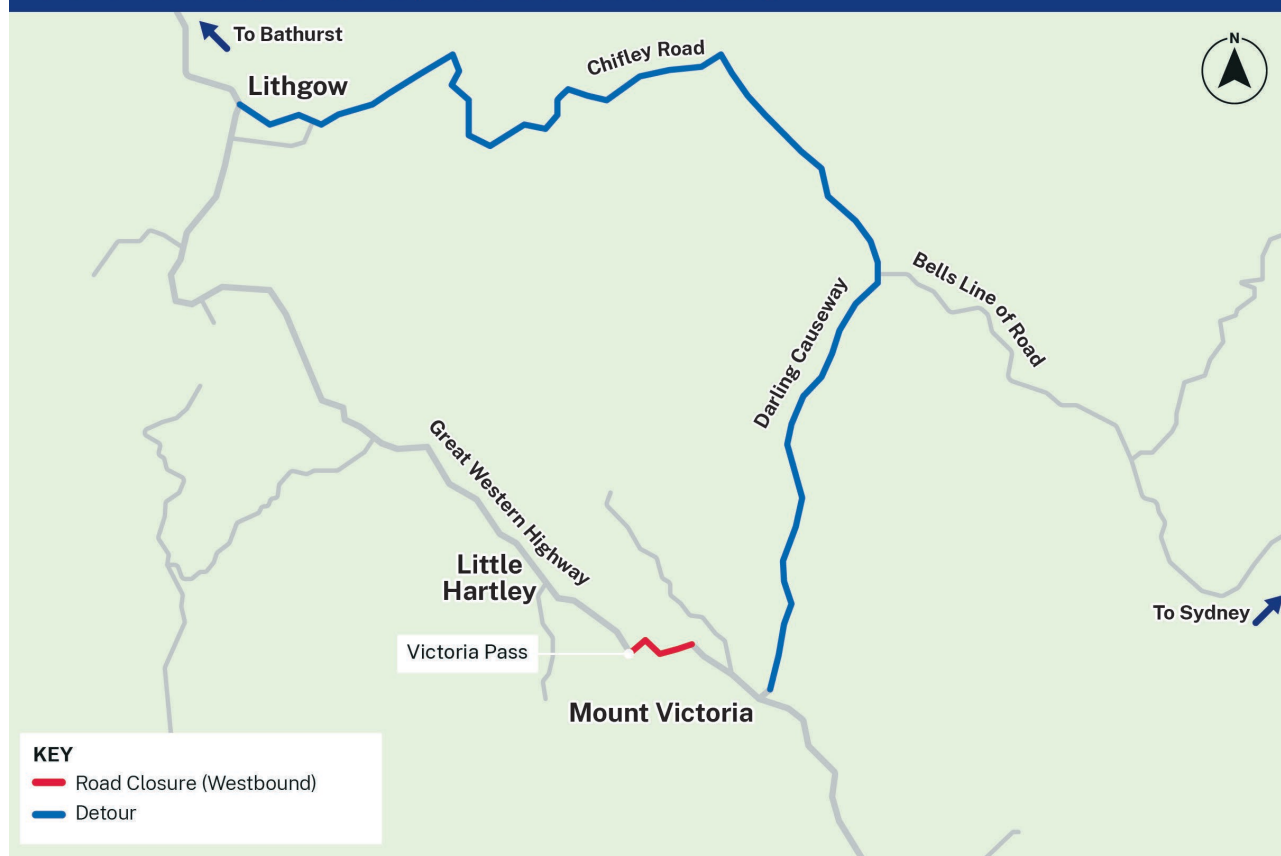 To Bathurst
Lithgow
Chifley Road
N
Bells Line of Road
Darling Causeway
Great Western Highway
Little
Hartley
To Sydney
Victoria Pass
Mount Victoria
KEY
Road Closure (Westbound)
Detour